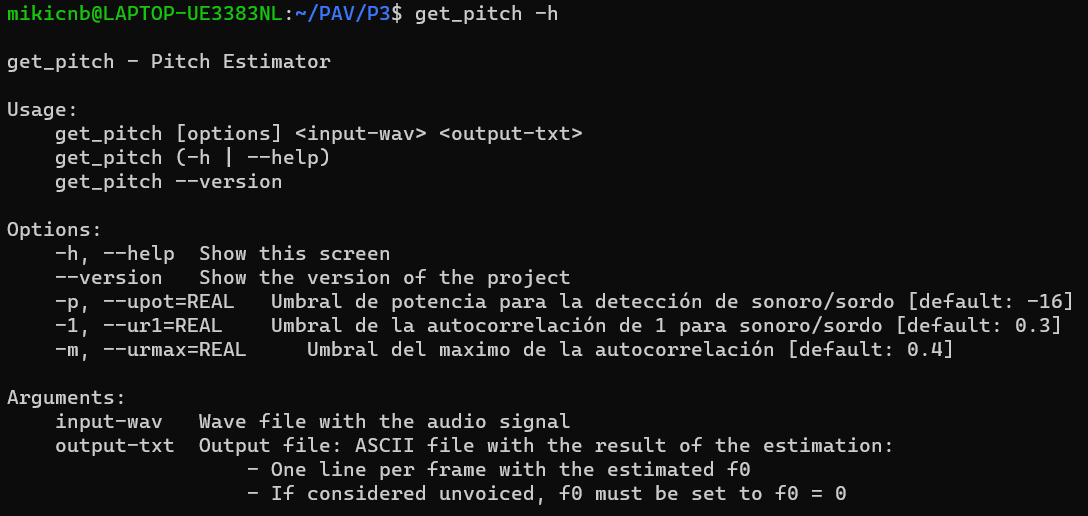 mikicnb@LAPTOP-UE3383NL:~/PAV/P3$ get_pitch -h
get_pitch - Pitch Estimator
Usage:
    get_pitch [options] <input-wav> <output-txt>
    get_pitch (-h | --help)
    get_pitch --version
Options:
    -h, --help  Show this screen
    --version   Show the version of the project
    -p, --upot=REAL   Umbral de potencia para la detección de sonoro/sordo [default: -16]
    -1, --ur1=REAL    Umbral de la autocorrelación de 1 para sonoro/sordo [default: 0.3]
    -m, --urmax=REAL     Umbral del maximo de la autocorrelación [default: 0.4]
Arguments:
    input-wav   Wave file with the audio signal
    output-txt  Output file: ASCII file with the result of the estimation:
                    - One line per frame with the estimated f0
                    - If considered unvoiced, f0 must be set to f0 = 0